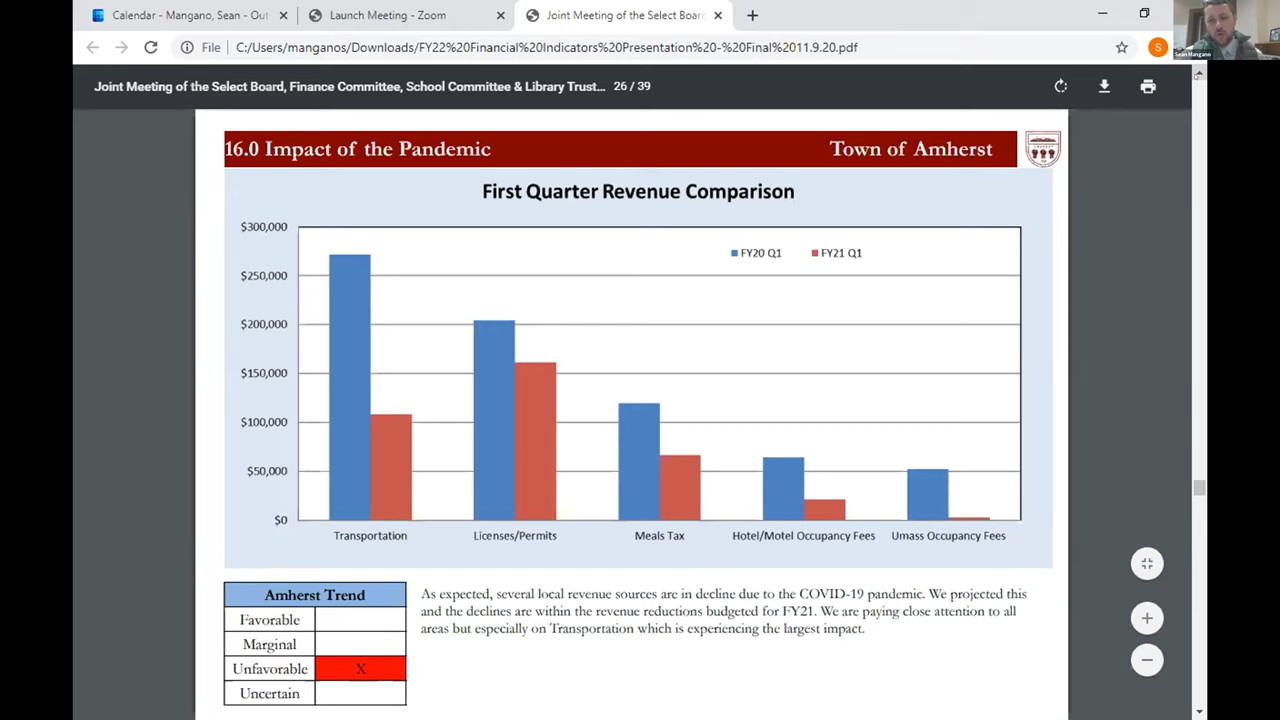 Calendar - Mangano, Sean - Out
Launch Meeting - Zoom
Joint Meeting of the Select Board
File
C:/Users/manganos/Downloads/FY22%20Financial%20Indicators%20Presentation%20-%20Final%2011.9.20.pdf
S
Sean Mangano
Joint Meeting of the Select Board, Finance Committee, School Committee & Library Trust... 26 / 39
16.0 Impact of the Pandemic
Town of Amherst
First Quarter Revenue Comparison
FY20 Q1
FY21 Q1
$300,000
$250,000
$200,000
$150,000
$100,000
$50,000
$0
Transportation
Licenses/Permits
Meals Tax
Hotel/Motel Occupancy Fees
Umass Occupancy Fees
Amherst Trend
Favorable
Marginal
Unfavorable X
Uncertain
As expected, several local revenue sources are in decline due to the COVID-19 pandemic. We projected this
and the declines are within the revenue reductions budgeted for FY21. We are paying close attention to all
areas but especially on Transportation which is experiencing the largest impact.